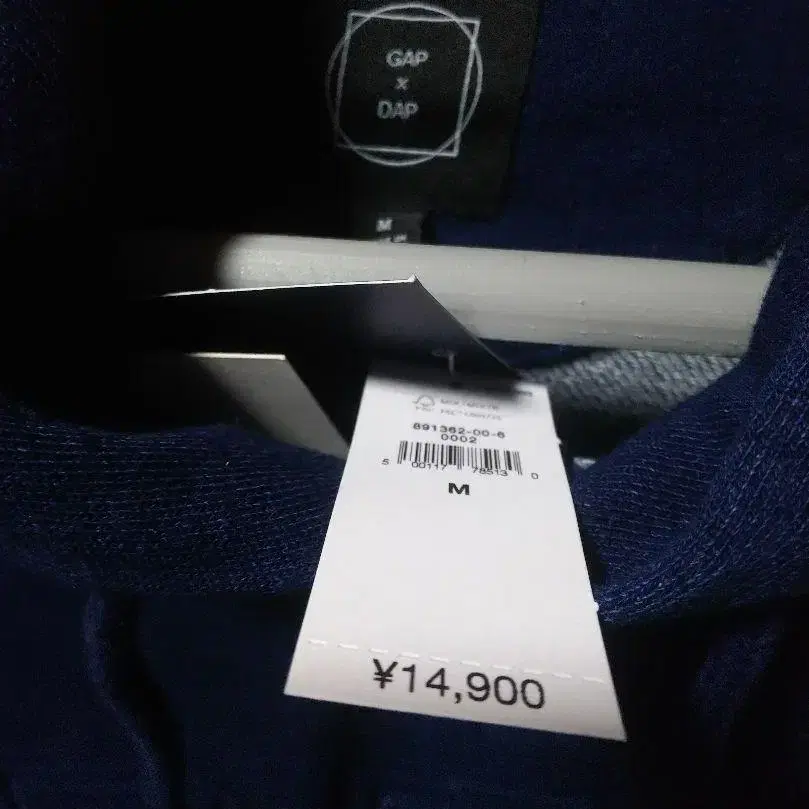 GAP
x
DAP
M
891362-00-6
0002
5 00117 78513 0
M
¥14,900